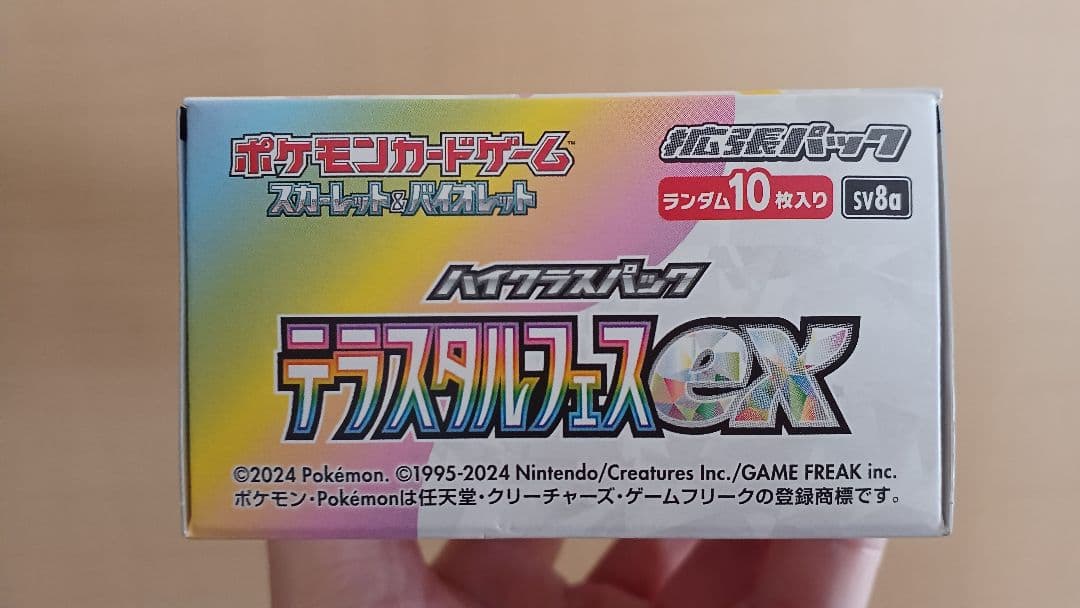 ポケモンカードゲーム™
スカーレット&バイオレット
拡張パック
ランダム10枚入り SV8a
ハイクラスパック
テラスタルフェスex
©2024 Pokémon. ©1995-2024 Nintendo/Creatures Inc./GAME FREAK inc.
ポケモン・Pokémonは任天堂・クリーチャーズ・ゲームフリークの登録商標です。